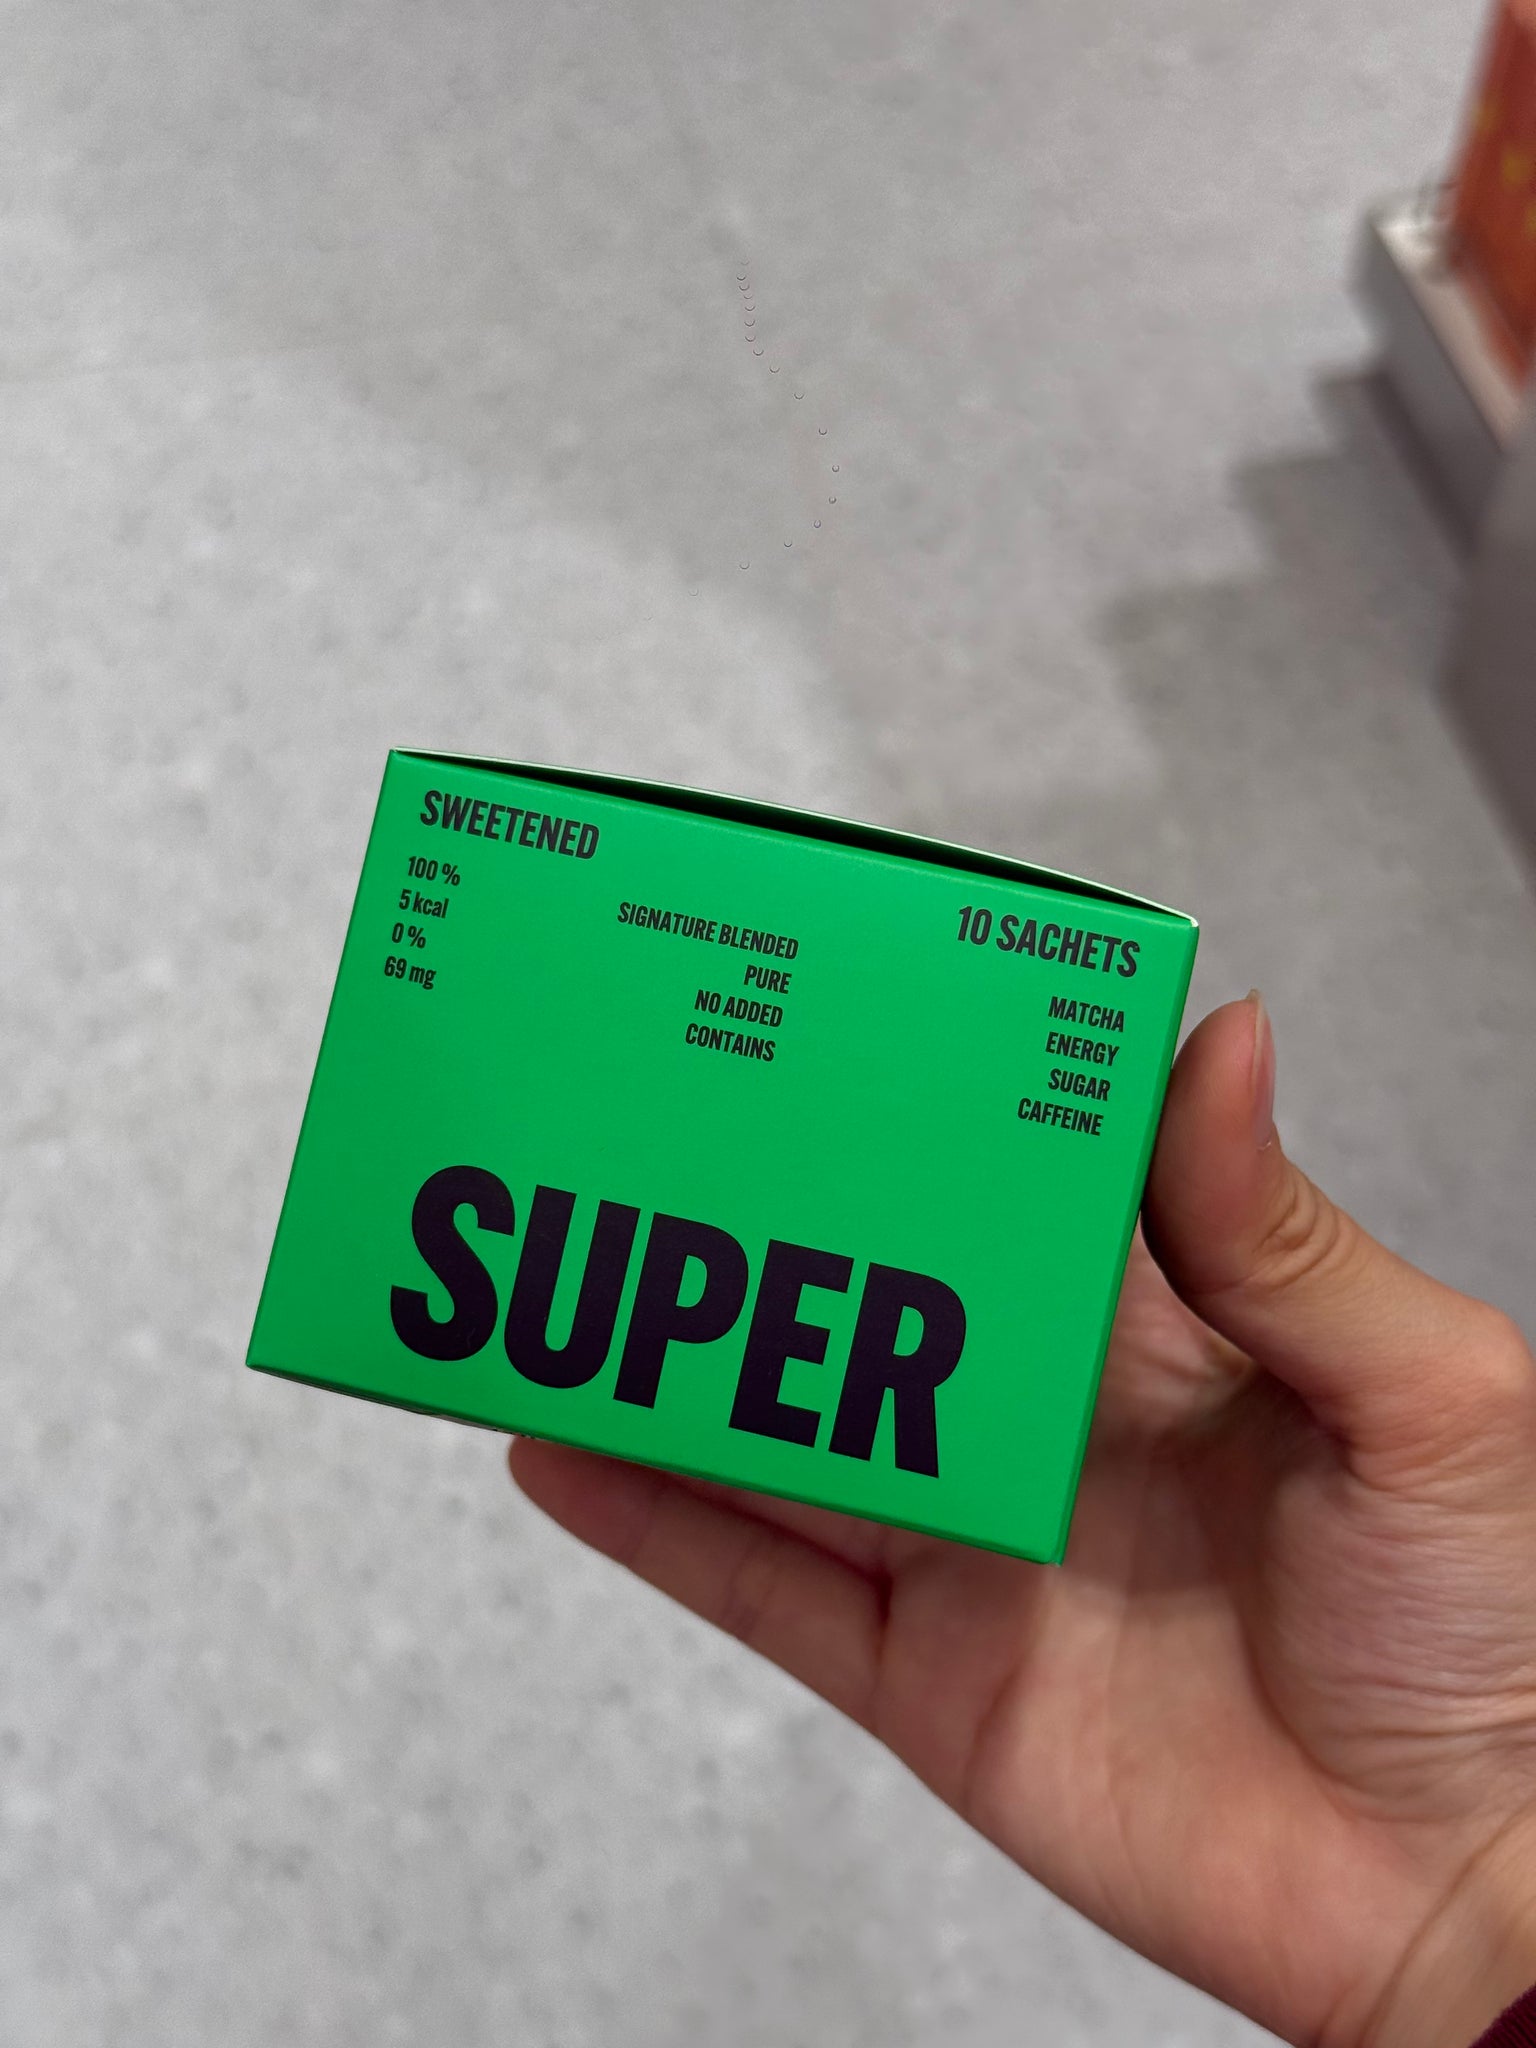 SWEETENED 10 SACHETS
100 % SIGNATURE BLENDED MATCHA
5 kcal PURE ENERGY
0 % NO ADDED SUGAR
69 mg CONTAINS CAFFEINE
SUPER